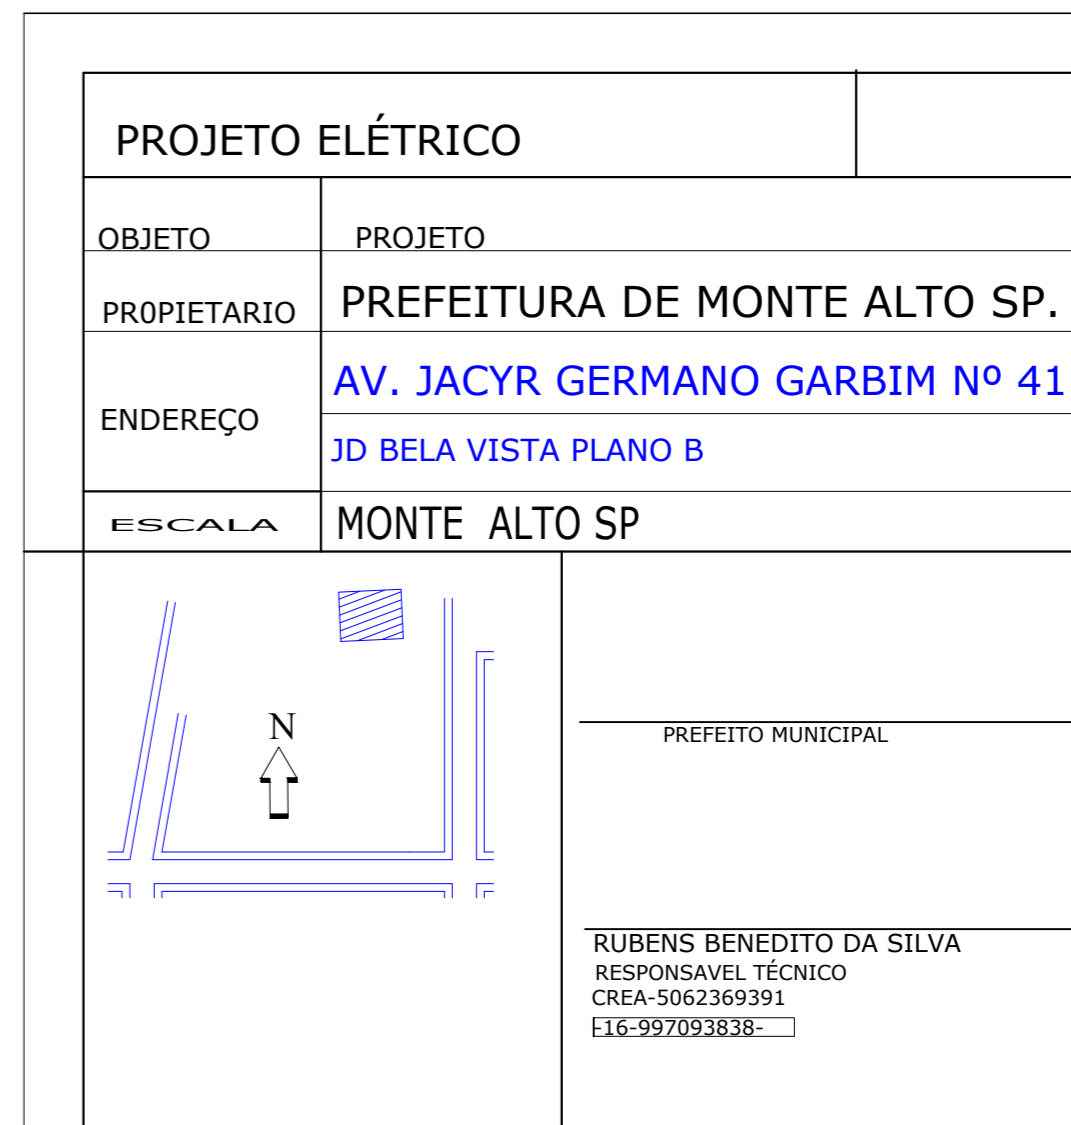 PROJETO ELÉTRICO
OBJETO PROJETO
PR0PIETARIO PREFEITURA DE MONTE ALTO SP.
AV. JACYR GERMANO GARBIM Nº 41
ENDEREÇO
JD BELA VISTA PLANO B
ESCALA MONTE ALTO SP
N
PREFEITO MUNICIPAL
RUBENS BENEDITO DA SILVA
RESPONSAVEL TÉCNICO
CREA-5062369391
-16-997093838-